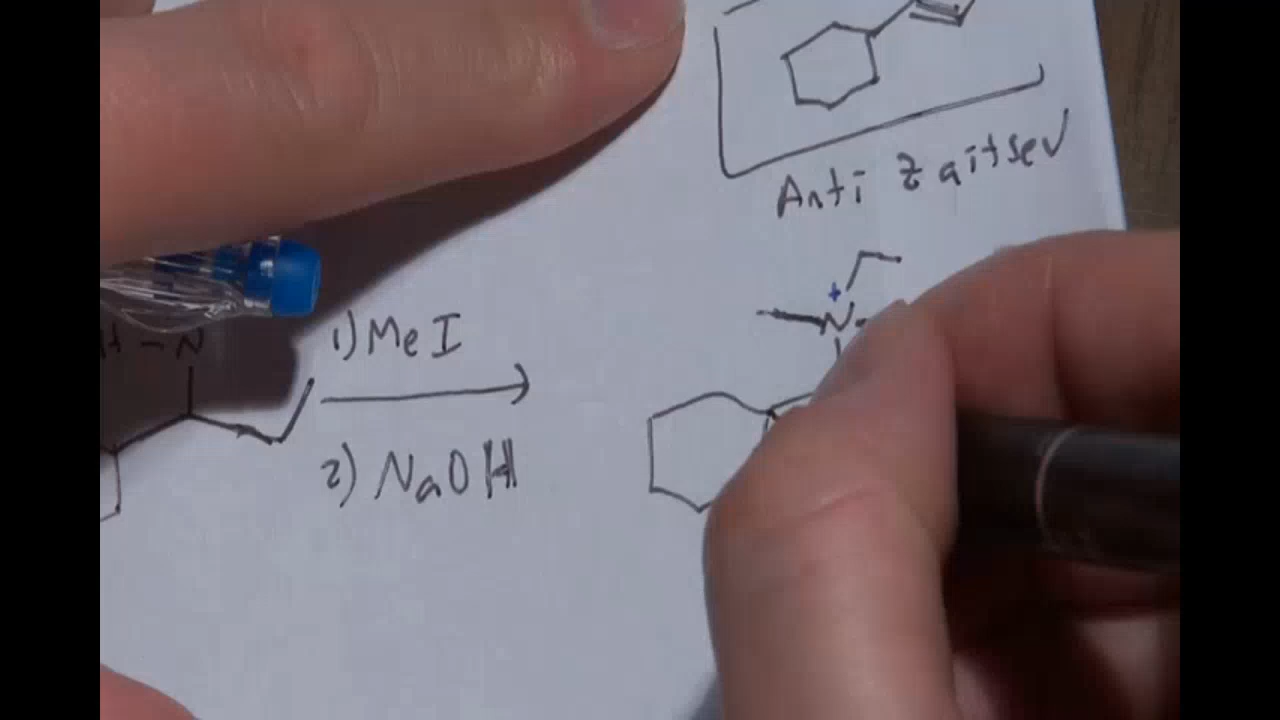 Anti Zaitsev
+
N
H-N
1) MeI
2) NaOH